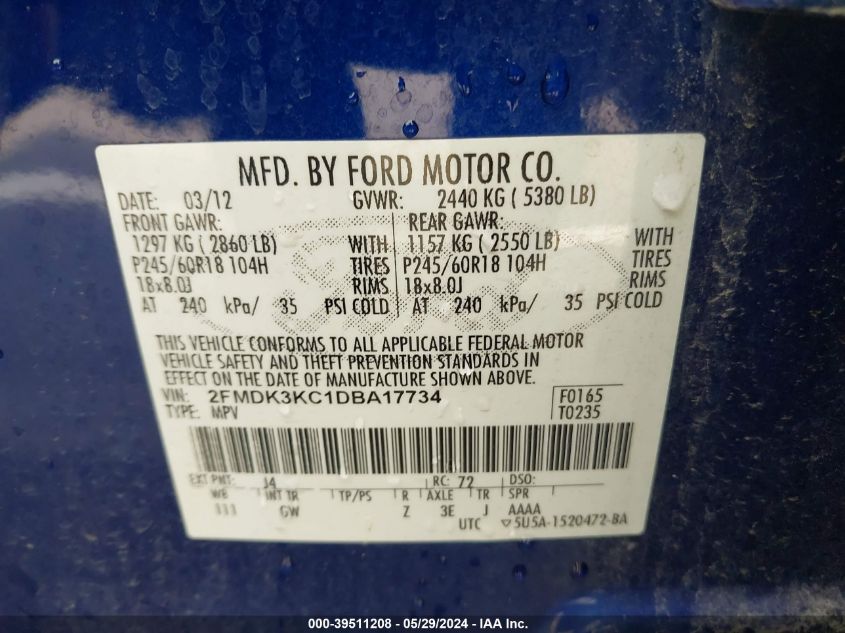 MFD. BY FORD MOTOR CO.
DATE: 03/12 GVWR: 2440 KG ( 5380 LB)
FRONT GAWR: REAR GAWR:
1297 KG ( 2860 LB) WITH 1157 KG ( 2550 LB) WITH
P245/60R18 104H TIRES P245/60R18 104H TIRES
18x8.0J RIMS 18x8.0J RIMS
AT 240 kPa/ 35 PSI COLD AT 240 kPa/ 35 PSI COLD
THIS VEHICLE CONFORMS TO ALL APPLICABLE FEDERAL MOTOR
VEHICLE SAFETY AND THEFT PREVENTION STANDARDS IN
EFFECT ON THE DATE OF MANUFACTURE SHOWN ABOVE.
VIN: 2FMDK3KC1DBA17734 F0165
TYPE: MPV T0235
EXT PNT: J4 RC: 72 DSO:
WB INT TR TP/PS R AXLE TR SPR
GW Z 3E J AAAA
UTC ▽5U5A-1520472-BA
000-39511208 - 05/29/2024 - IAA Inc.